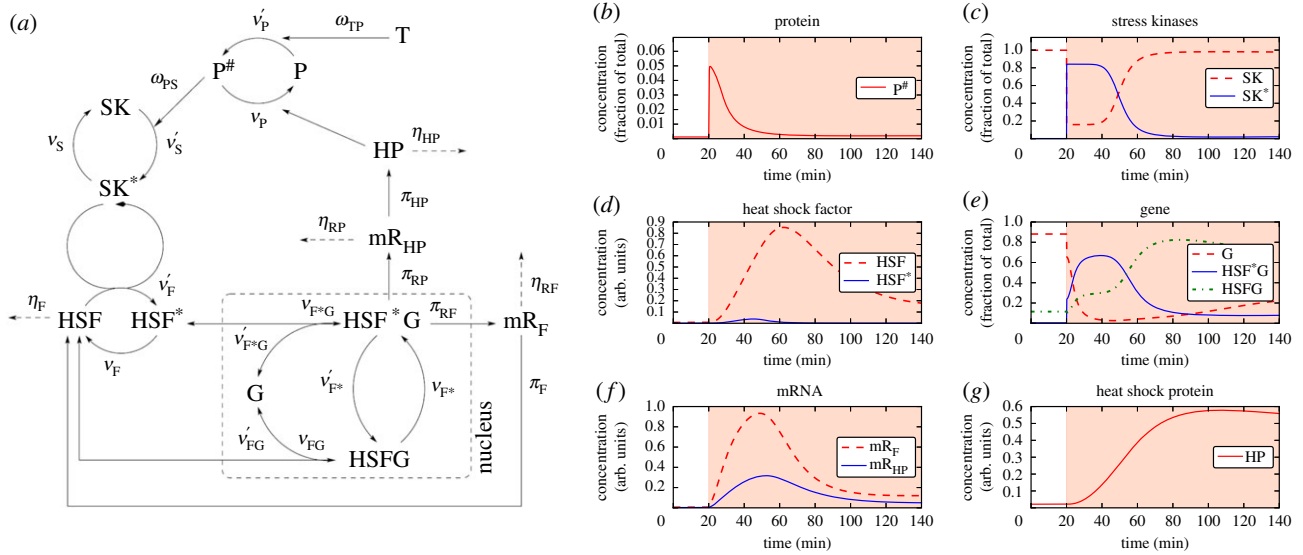 (a)
ν′P
ωTP
T
P#
P
ωPS
νP
SK
νS
ν′S
SK*
HP
ηHP
πHP
ηRP
mRHP
πRP
ν′F
ηF
HSF
HSF*
νF
νF*G
HSF*G
πRF
mRF
ηRF
ν′F*G
G
ν′F*
νF*
πF
ν′FG
νFG
HSFG
nucleus
(b)
protein
concentration
(fraction of total)
0.06
0.05
0.04
0.03
0.02
0.01
P#
0 20 40 60 80 100 120 140
time (min)
(c)
stress kinases
concentration
(fraction of total)
1.0
0.8
0.6
0.4
0.2
SK
SK*
0 20 40 60 80 100 120 140
time (min)
(d)
heat shock factor
concentration
(arb. units)
0.9
0.8
0.7
0.6
0.5
0.4
0.3
0.2
0.1
HSF
HSF*
0 20 40 60 80 100 120 140
time (min)
(e)
gene
concentration
(fraction of total)
1.0
0.8
0.6
0.4
0.2
G
HSF*G
HSFG
0 20 40 60 80 100 120 140
time (min)
(f)
mRNA
concentration
(arb. units)
1.0
0.8
0.6
0.4
0.2
mRF
mRHP
0 20 40 60 80 100 120 140
time (min)
(g)
heat shock protein
concentration
(arb. units)
0.6
0.5
0.4
0.3
0.2
0.1
HP
0 20 40 60 80 100 120 140
time (min)